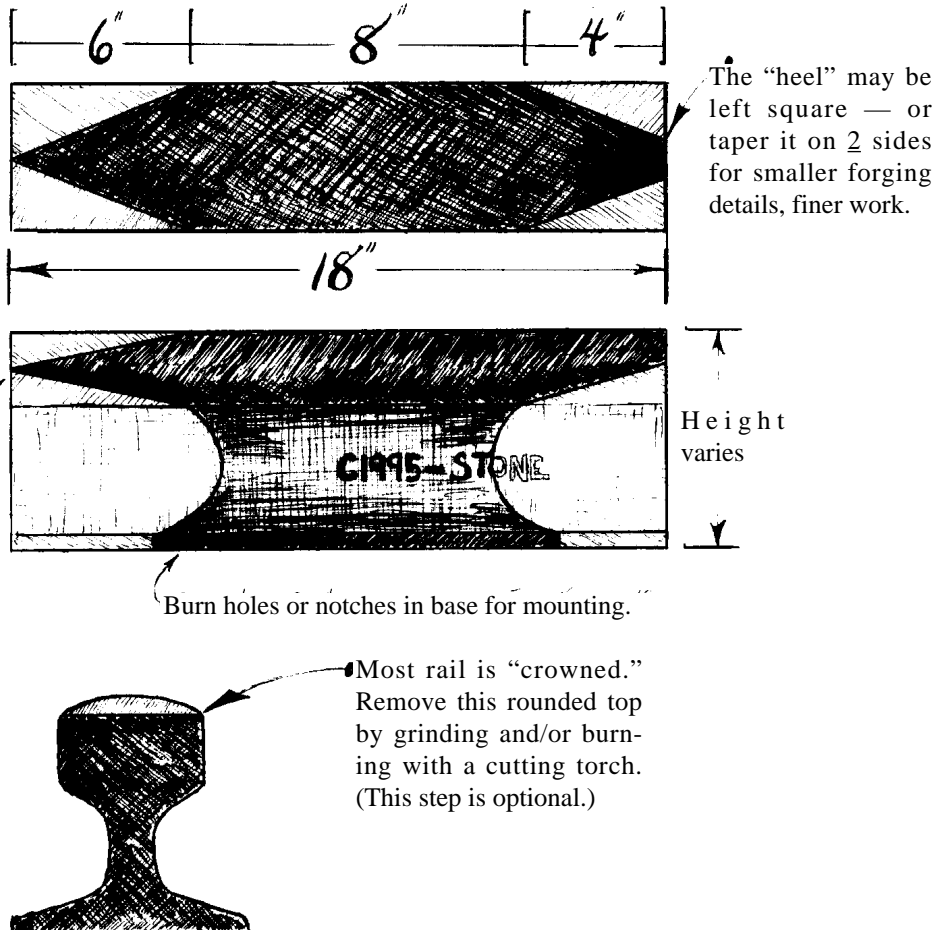 6" 8" 4"
The “heel” may be
left square — or
taper it on 2 sides
for smaller forging
details, finer work.
18"
Height
varies
C1995-STONE
Burn holes or notches in base for mounting.
Most rail is “crowned.”
Remove this rounded top
by grinding and/or burn-
ing with a cutting torch.
(This step is optional.)